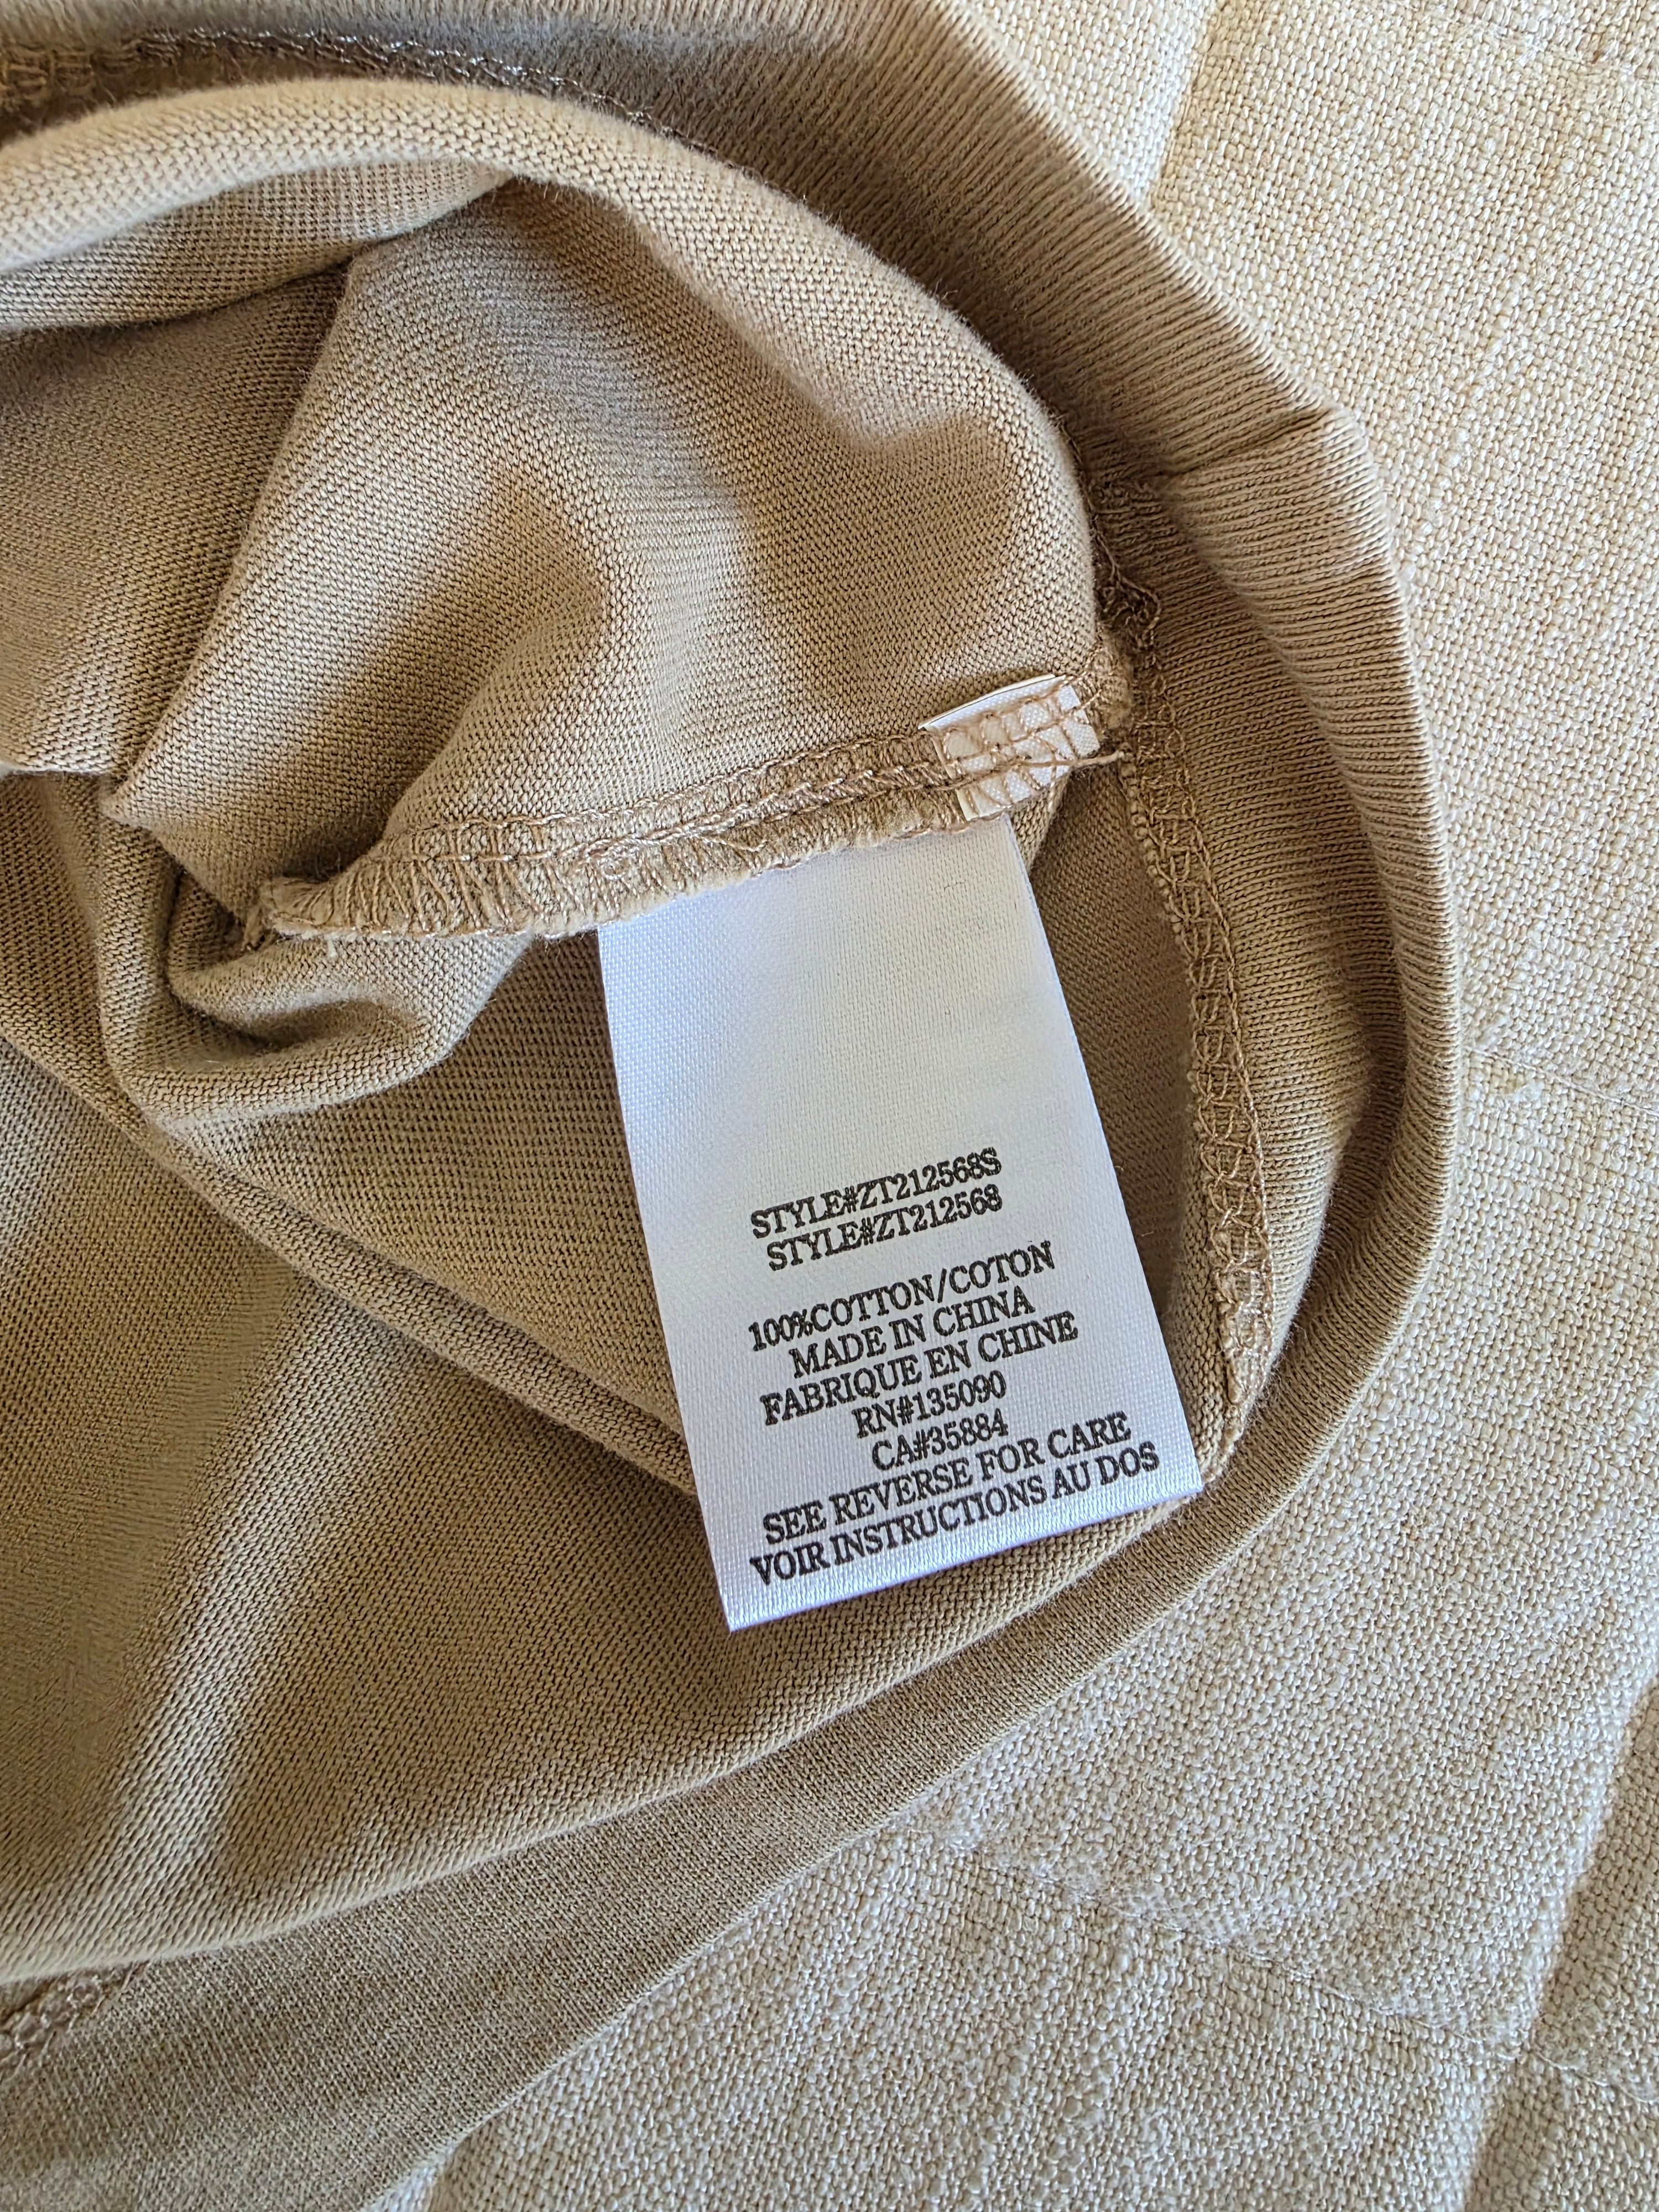 STYLE#ZT212568S
STYLE#ZT212568
100%COTTON/COTON
MADE IN CHINA
FABRIQUE EN CHINE
RN#135090
CA#35884
SEE REVERSE FOR CARE
VOIR INSTRUCTIONS AU DOS